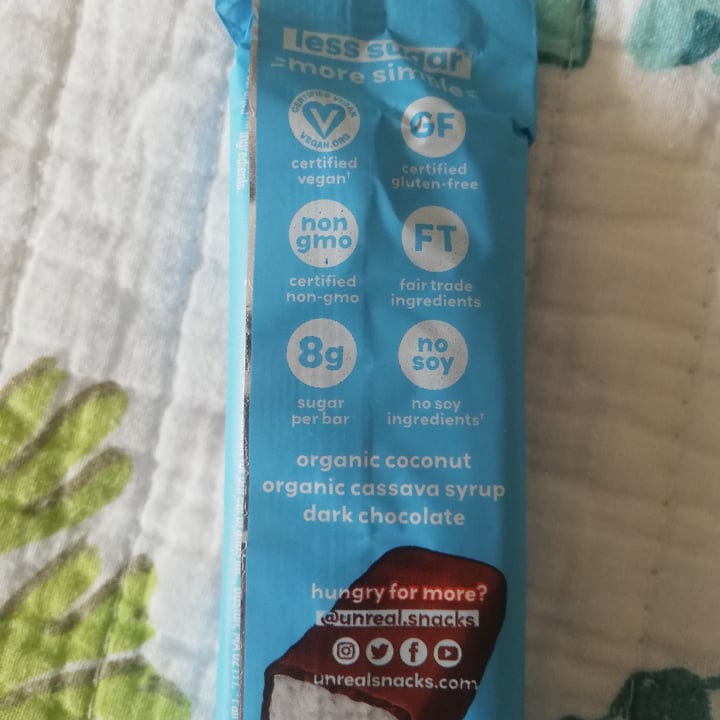 less sugar
more simple
CERTIFIED VEGAN
V
VEGAN.ORG
certified
vegan†
GF
certified
gluten-free
non
gmo
certified
non-gmo
FT
fair trade
ingredients
8g
sugar
per bar
no
soy
no soy
ingredients†
organic coconut
organic cassava syrup
dark chocolate
hungry for more?
@unreal.snacks
unrealsnacks.com
ingredients